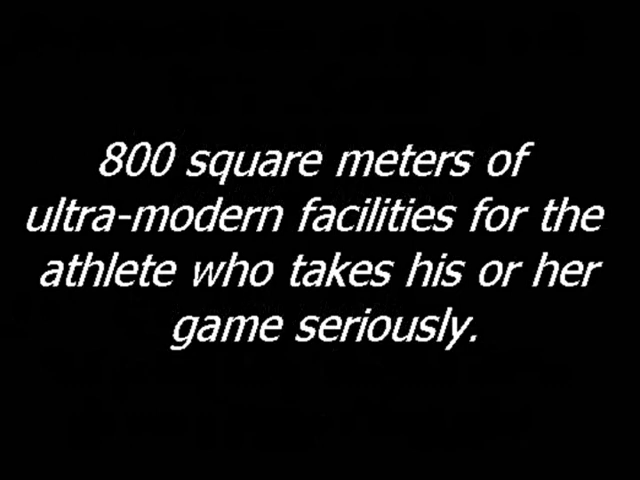 800 square meters of
ultra-modern facilities for the
athlete who takes his or her
game seriously.